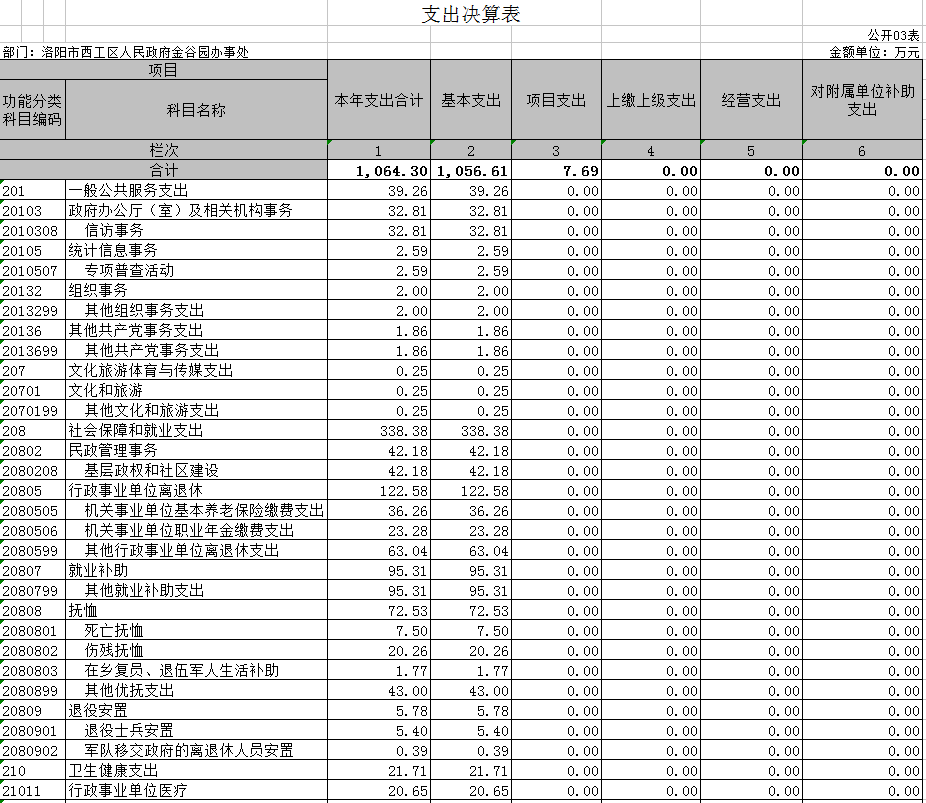 支出决算表
公开03表
部门：洛阳市西工区人民政府金谷园办事处 金额单位：万元
项目 本年支出合计 基本支出 项目支出 上缴上级支出 经营支出 对附属单位补助支出
功能分类科目编码 科目名称
栏次 1 2 3 4 5 6
合计 1,064.30 1,056.61 7.69 0.00 0.00 0.00
201 一般公共服务支出 39.26 39.26 0.00 0.00 0.00 0.00
20103 政府办公厅（室）及相关机构事务 32.81 32.81 0.00 0.00 0.00 0.00
2010308 信访事务 32.81 32.81 0.00 0.00 0.00 0.00
20105 统计信息事务 2.59 2.59 0.00 0.00 0.00 0.00
2010507 专项普查活动 2.59 2.59 0.00 0.00 0.00 0.00
20132 组织事务 2.00 2.00 0.00 0.00 0.00 0.00
2013299 其他组织事务支出 2.00 2.00 0.00 0.00 0.00 0.00
20136 其他共产党事务支出 1.86 1.86 0.00 0.00 0.00 0.00
2013699 其他共产党事务支出 1.86 1.86 0.00 0.00 0.00 0.00
207 文化旅游体育与传媒支出 0.25 0.25 0.00 0.00 0.00 0.00
20701 文化和旅游 0.25 0.25 0.00 0.00 0.00 0.00
2070199 其他文化和旅游支出 0.25 0.25 0.00 0.00 0.00 0.00
208 社会保障和就业支出 338.38 338.38 0.00 0.00 0.00 0.00
20802 民政管理事务 42.18 42.18 0.00 0.00 0.00 0.00
2080208 基层政权和社区建设 42.18 42.18 0.00 0.00 0.00 0.00
20805 行政事业单位离退休 122.58 122.58 0.00 0.00 0.00 0.00
2080505 机关事业单位基本养老保险缴费支出 36.26 36.26 0.00 0.00 0.00 0.00
2080506 机关事业单位职业年金缴费支出 23.28 23.28 0.00 0.00 0.00 0.00
2080599 其他行政事业单位离退休支出 63.04 63.04 0.00 0.00 0.00 0.00
20807 就业补助 95.31 95.31 0.00 0.00 0.00 0.00
2080799 其他就业补助支出 95.31 95.31 0.00 0.00 0.00 0.00
20808 抚恤 72.53 72.53 0.00 0.00 0.00 0.00
2080801 死亡抚恤 7.50 7.50 0.00 0.00 0.00 0.00
2080802 伤残抚恤 20.26 20.26 0.00 0.00 0.00 0.00
2080803 在乡复员、退伍军人生活补助 1.77 1.77 0.00 0.00 0.00 0.00
2080899 其他优抚支出 43.00 43.00 0.00 0.00 0.00 0.00
20809 退役安置 5.78 5.78 0.00 0.00 0.00 0.00
2080901 退役士兵安置 5.40 5.40 0.00 0.00 0.00 0.00
2080902 军队移交政府的离退休人员安置 0.39 0.39 0.00 0.00 0.00 0.00
210 卫生健康支出 21.71 21.71 0.00 0.00 0.00 0.00
21011 行政事业单位医疗 20.65 20.65 0.00 0.00 0.00 0.00